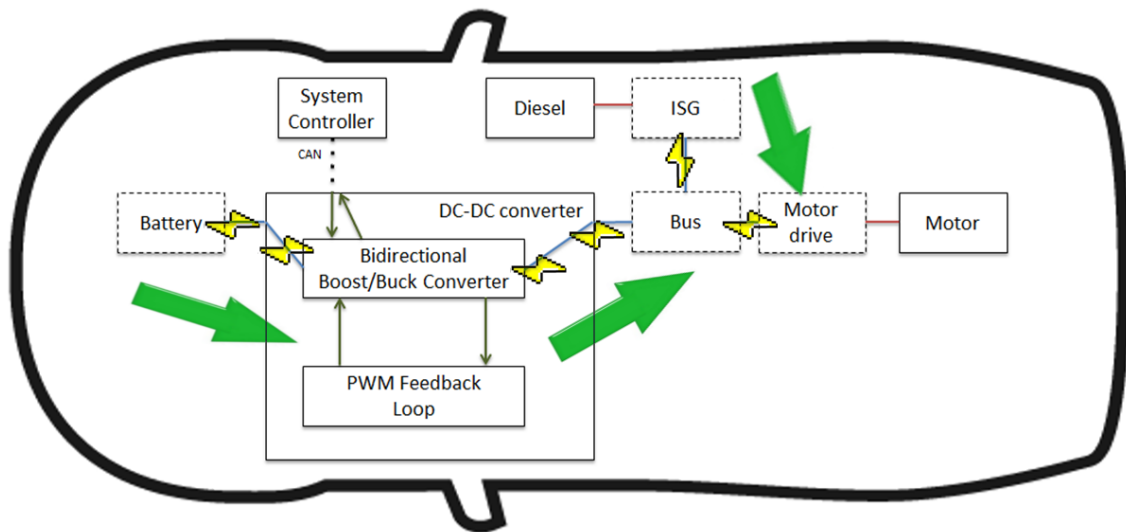 System
Controller
Diesel
ISG
CAN
Battery
DC-DC converter
Bus
Motor
drive
Motor
Bidirectional
Boost/Buck Converter
PWM Feedback
Loop